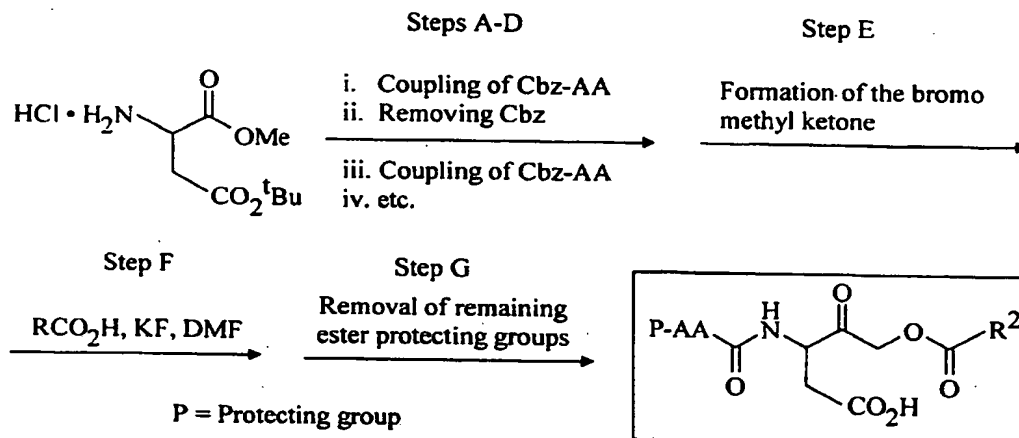 Steps A-D
Step E
HCl • H₂N
O
OMe
CO₂ᵗBu
i. Coupling of Cbz-AA
ii. Removing Cbz
iii. Coupling of Cbz-AA
iv. etc.
Formation of the bromo
methyl ketone
Step F
RCO₂H, KF, DMF
Step G
Removal of remaining
ester protecting groups
P = Protecting group
P-AA
O
H
N
O
O
O
R²
CO₂H